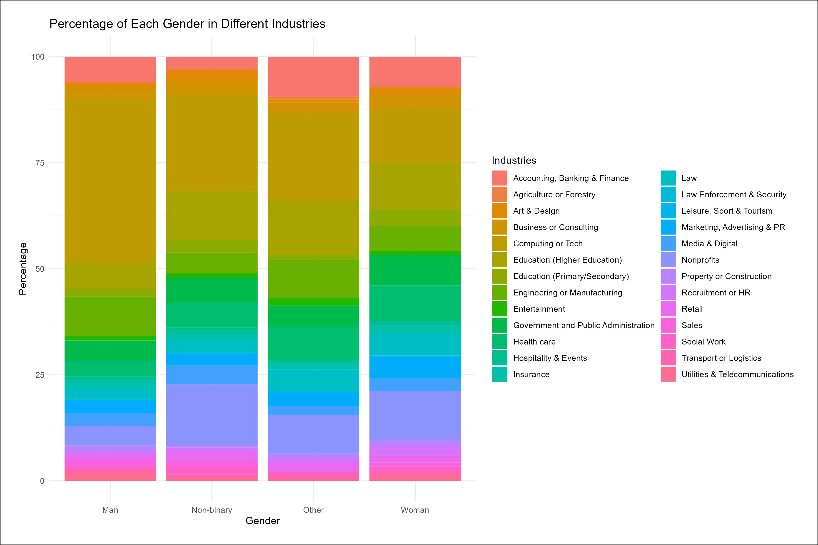 Percentage of Each Gender in Different Industries
100
75
50
25
0
Percentage
Man
Non-binary
Other
Woman
Gender
Industries
Accounting, Banking & Finance
Agriculture or Forestry
Art & Design
Business or Consulting
Computing or Tech
Education (Higher Education)
Education (Primary/Secondary)
Engineering or Manufacturing
Entertainment
Government and Public Administration
Health care
Hospitality & Events
Insurance
Law
Law Enforcement & Security
Leisure, Sport & Tourism
Marketing, Advertising & PR
Media & Digital
Nonprofits
Property or Construction
Recruitment or HR
Retail
Sales
Social Work
Transport or Logistics
Utilities & Telecommunications